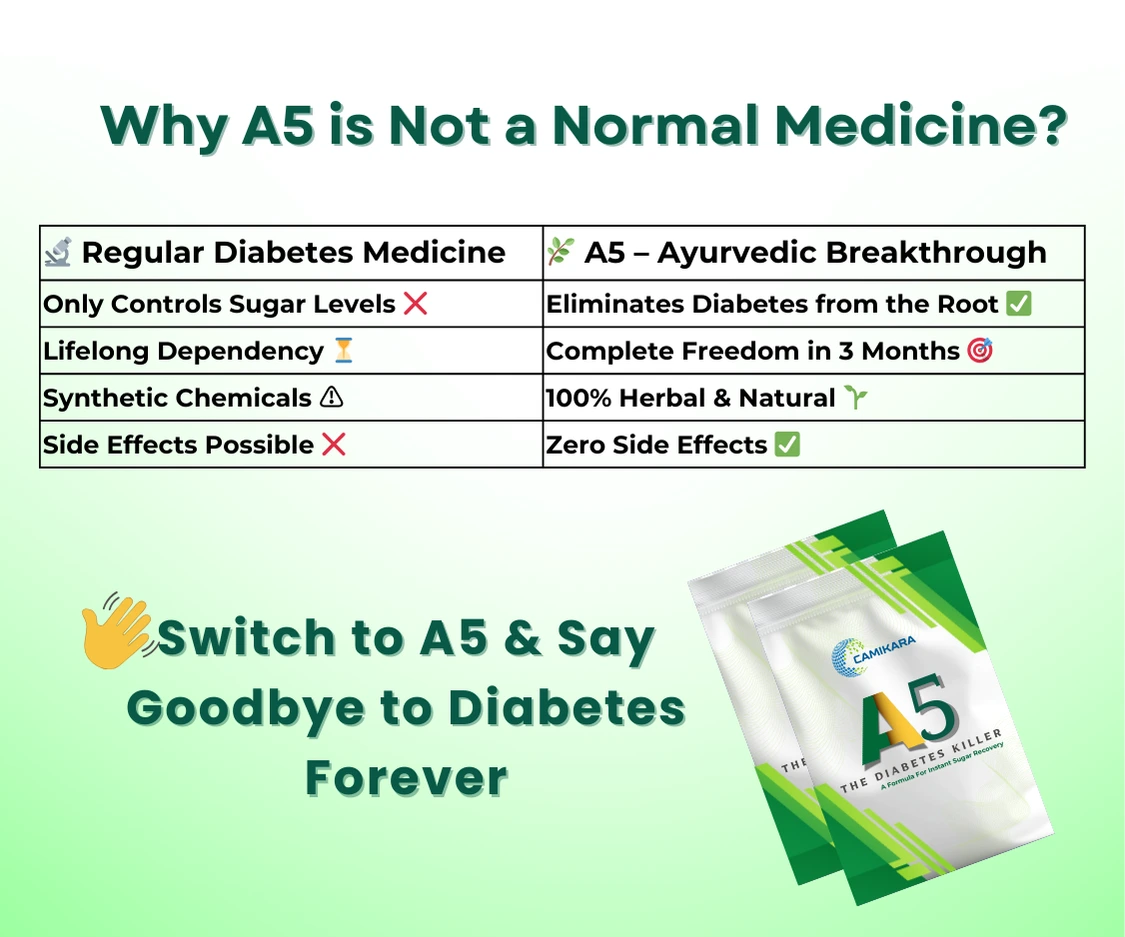 Why A5 is Not a Normal Medicine?
🔬 Regular Diabetes Medicine
🌿 A5 – Ayurvedic Breakthrough
Only Controls Sugar Levels ❌
Eliminates Diabetes from the Root ✅
Lifelong Dependency ⏳
Complete Freedom in 3 Months 🎯
Synthetic Chemicals ⚠
100% Herbal & Natural 🌱
Side Effects Possible ❌
Zero Side Effects ✅
👋Switch to A5 & Say
Goodbye to Diabetes
Forever
CAMIKARA
A5
THE DIABETES KILLER
A Formula For Instant Sugar Recovery
THE